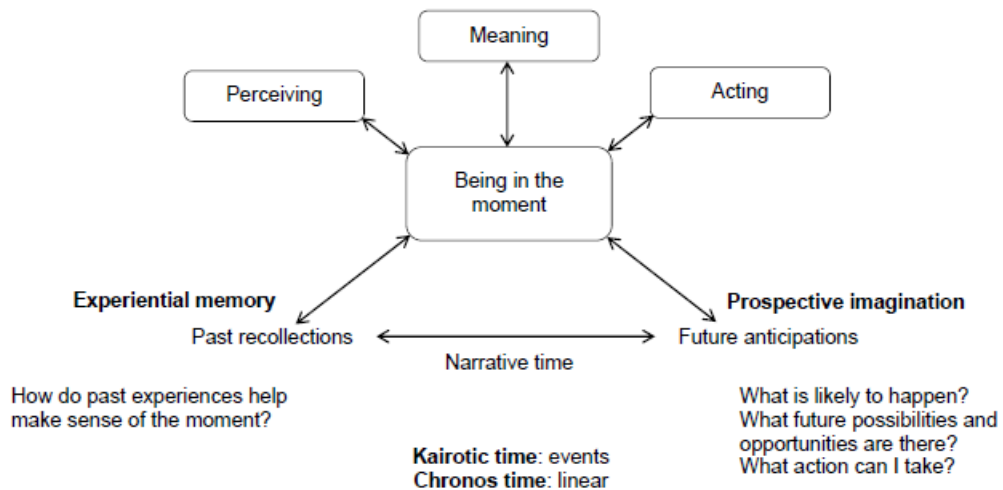 Meaning
Perceiving
Acting
Being in the
moment
Experiential memory
Prospective imagination
Past recollections
Future anticipations
Narrative time
How do past experiences help
make sense of the moment?
What is likely to happen?
What future possibilities and
opportunities are there?
What action can I take?
Kairotic time: events
Chronos time: linear